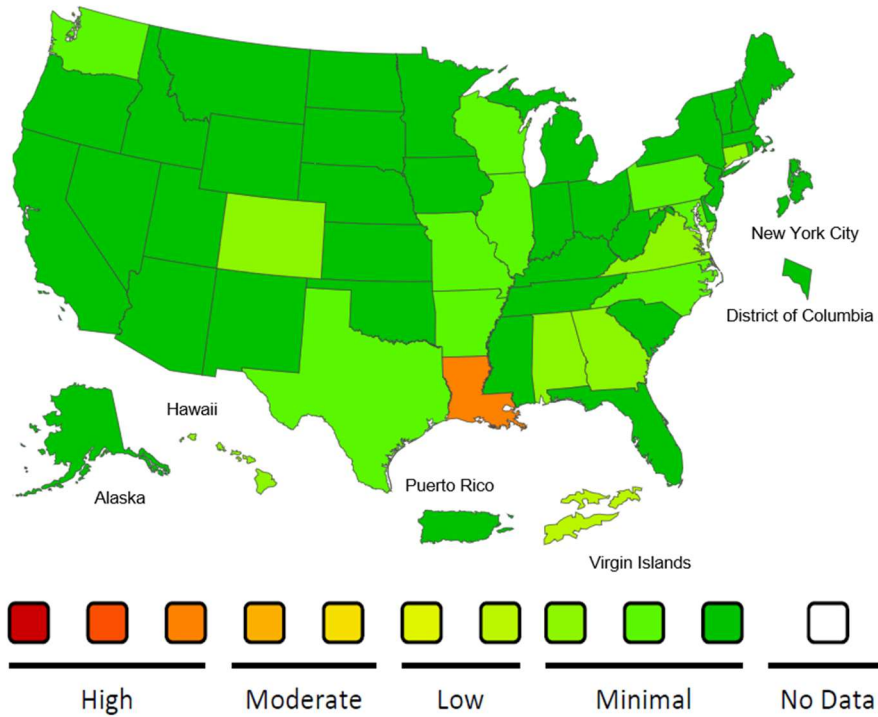 New York City
District of Columbia
Hawaii
Alaska
Puerto Rico
Virgin Islands
High Moderate Low Minimal No Data